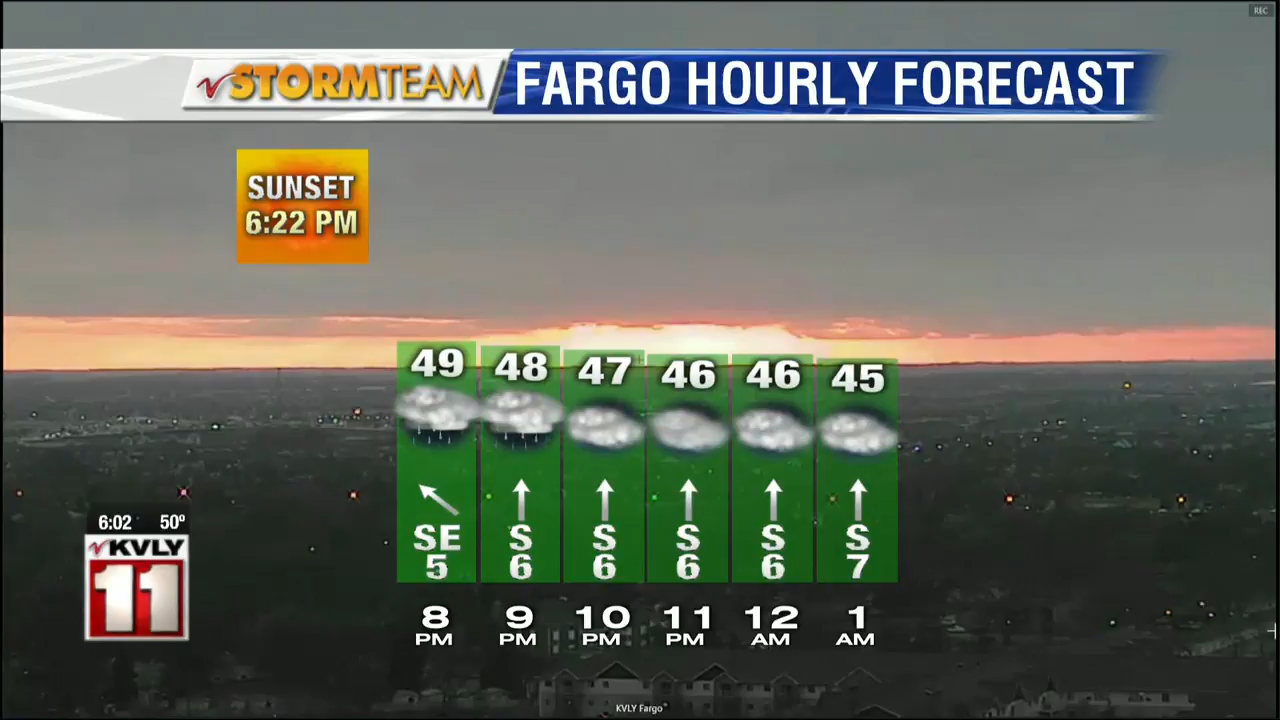 REC
VSTORMTEAM FARGO HOURLY FORECAST
SUNSET
6:22 PM
49 48 47 46 46 45
SE S S S S S
5 6 6 6 6 7
8 9 10 11 12 1
PM PM PM PM AM AM
6:02 50º
KVLY
11
KVLY Fargo